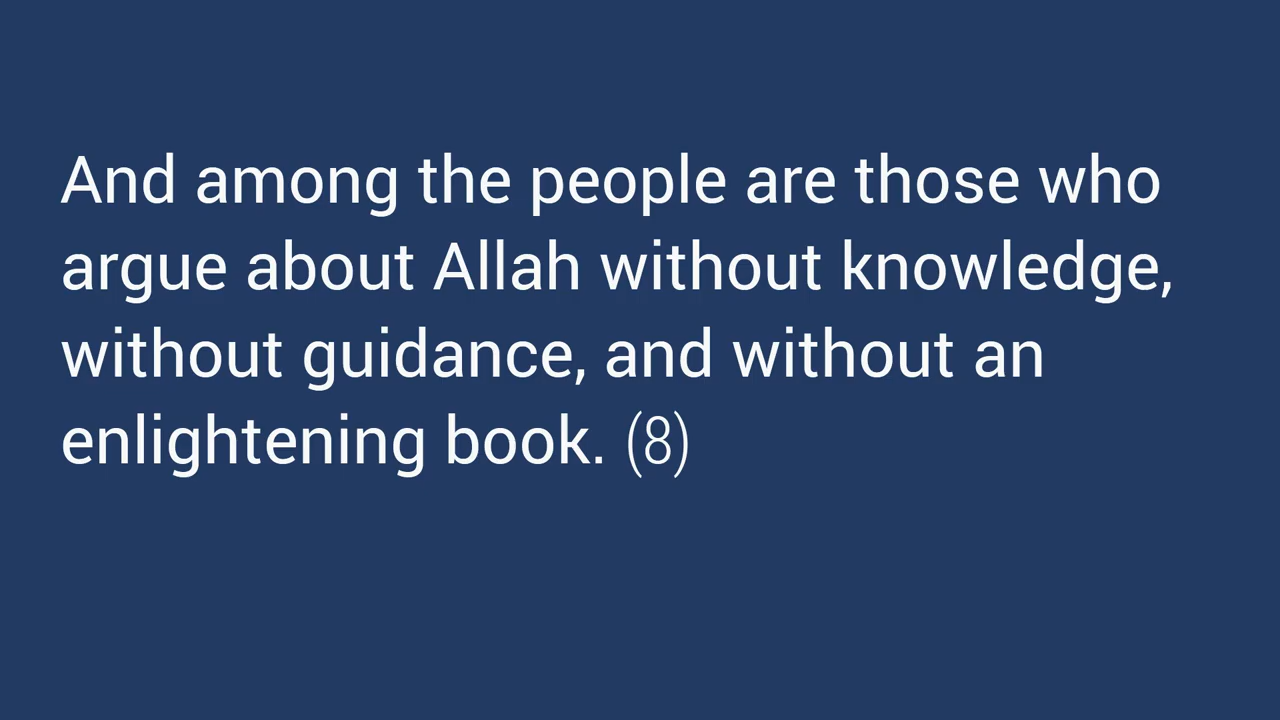 And among the people are those who
argue about Allah without knowledge,
without guidance, and without an
enlightening book. (8)